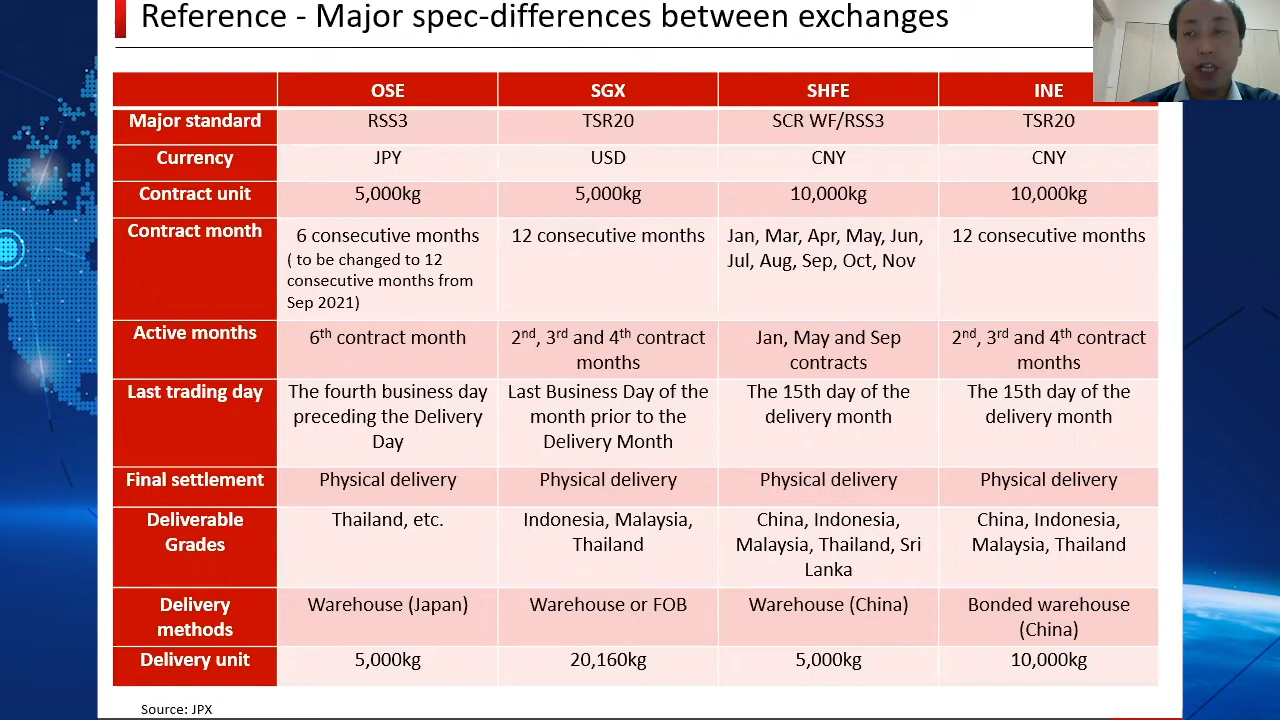 Reference - Major spec-differences between exchanges
OSE SGX SHFE INE
Major standard RSS3 TSR20 SCR WF/RSS3 TSR20
Currency JPY USD CNY CNY
Contract unit 5,000kg 5,000kg 10,000kg 10,000kg
Contract month 6 consecutive months 12 consecutive months Jan, Mar, Apr, May, Jun, 12 consecutive months
( to be changed to 12 Jul, Aug, Sep, Oct, Nov
consecutive months from
Sep 2021)
Active months 6th contract month 2nd, 3rd and 4th contract Jan, May and Sep 2nd, 3rd and 4th contract
months contracts months
Last trading day The fourth business day Last Business Day of the The 15th day of the The 15th day of the
preceding the Delivery month prior to the delivery month delivery month
Day Delivery Month
Final settlement Physical delivery Physical delivery Physical delivery Physical delivery
Deliverable Thailand, etc. Indonesia, Malaysia, China, Indonesia, China, Indonesia,
Grades Thailand Malaysia, Thailand, Sri Malaysia, Thailand
Lanka
Delivery Warehouse (Japan) Warehouse or FOB Warehouse (China) Bonded warehouse
methods (China)
Delivery unit 5,000kg 20,160kg 5,000kg 10,000kg
Source: JPX